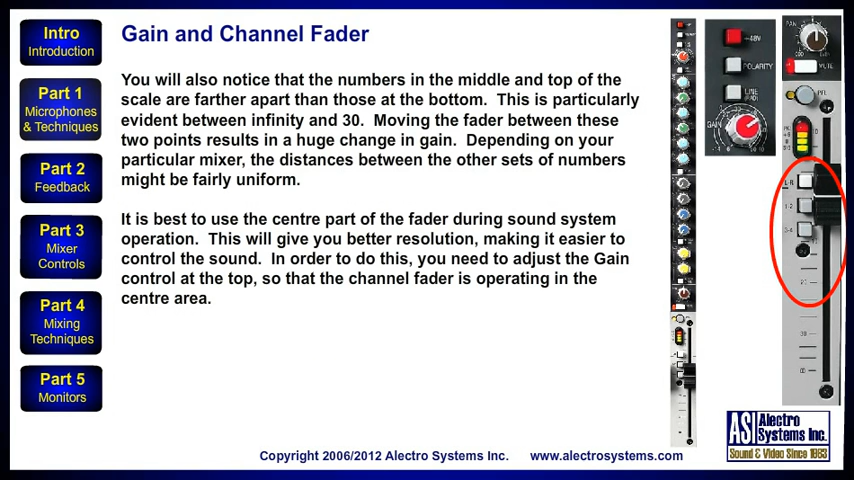 Intro
Introduction
Part 1
Microphones
& Techniques
Part 2
Feedback
Part 3
Mixer
Controls
Part 4
Mixing
Techniques
Part 5
Monitors
Gain and Channel Fader
You will also notice that the numbers in the middle and top of the
scale are farther apart than those at the bottom. This is particularly
evident between infinity and 30. Moving the fader between these
two points results in a huge change in gain. Depending on your
particular mixer, the distances between the other sets of numbers
might be fairly uniform.
It is best to use the centre part of the fader during sound system
operation. This will give you better resolution, making it easier to
control the sound. In order to do this, you need to adjust the Gain
control at the top, so that the channel fader is operating in the
centre area.
+48V
POLARITY
LINE
GAIN
PAN
MUTE
L-R
1-2
3-4
ASI Alectro
Systems Inc.
Sound & Video Since 1983
Copyright 2006/2012 Alectro Systems Inc. www.alectrosystems.com